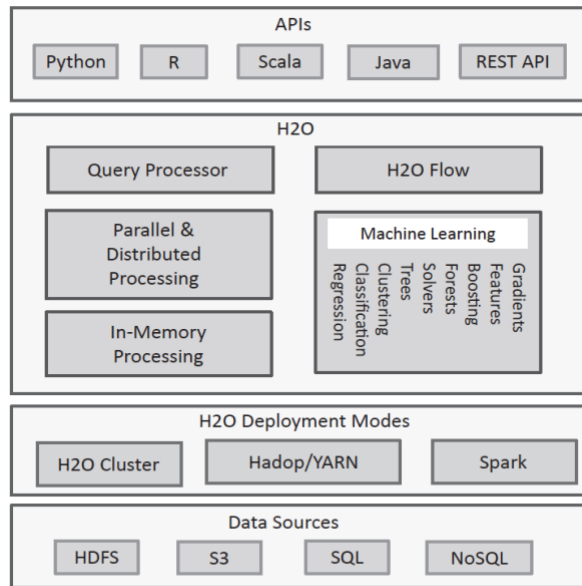 APIs
Python
R
Scala
Java
REST API
H2O
Query Processor
H2O Flow
Parallel &
Distributed
Processing
In-Memory
Processing
Machine Learning
Regression
Classification
Clustering
Trees
Solvers
Forests
Boosting
Features
Gradients
H2O Deployment Modes
H2O Cluster
Hadop/YARN
Spark
Data Sources
HDFS
S3
SQL
NoSQL